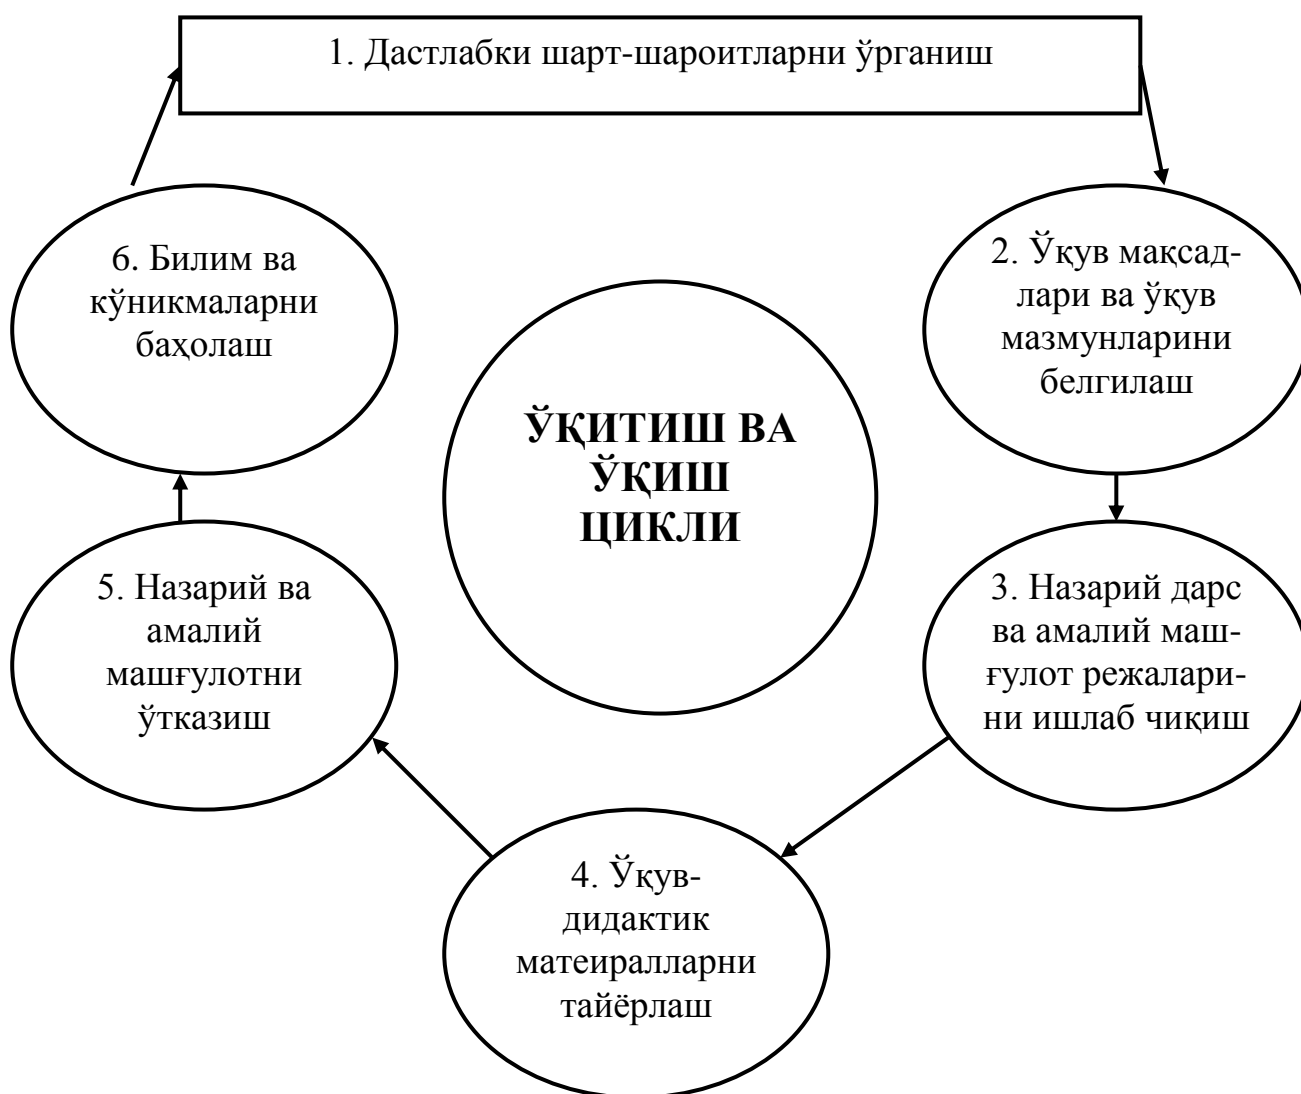 1. Дастлабки шарт-шароитларни ўрганиш
2. Ўқув мақсад-
лари ва ўқув
мазмунларини
белгилаш
3. Назарий дарс
ва амалий маш-
ғулот режалари-
ни ишлаб чиқиш
4. Ўқув-
дидактик
матеиралларни
тайёрлаш
5. Назарий ва
амалий
машғулотни
ўтказиш
6. Билим ва
кўникмаларни
баҳолаш
ЎҚИТИШ ВА
ЎҚИШ
ЦИКЛИ